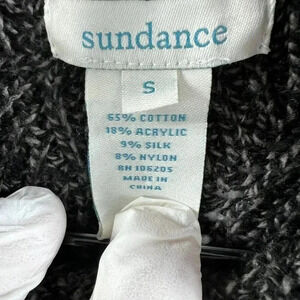 sundance
S
65% COTTON
18% ACRYLIC
9% SILK
8% NYLON
RN 106205
MADE IN
CHINA